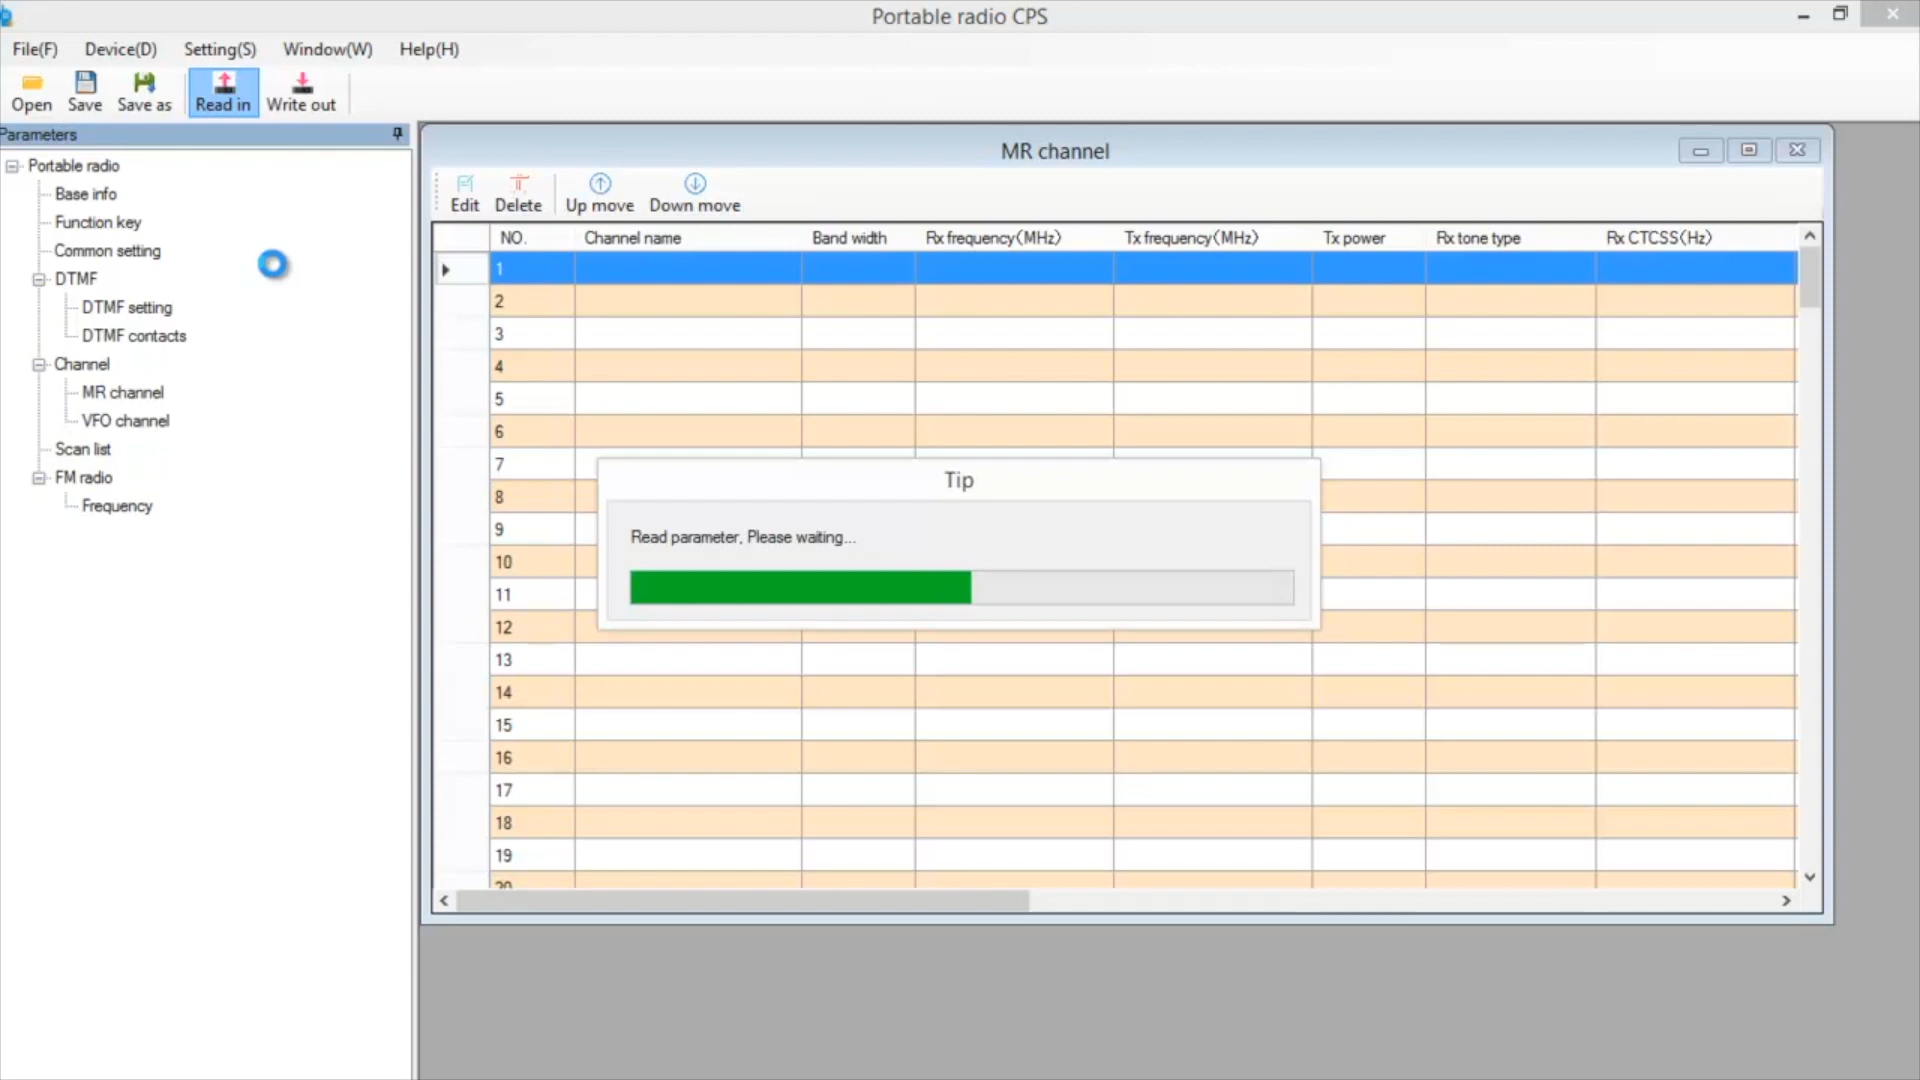 Portable radio CPS
File(F) Device(D) Setting(S) Window(W) Help(H)
Open Save Save as Read in Write out
Parameters
Portable radio
Base info
Function key
Common setting
DTMF
DTMF setting
DTMF contacts
Channel
MR channel
VFO channel
Scan list
FM radio
Frequency
MR channel
Edit Delete Up move Down move
NO. Channel name Band width Rx frequency(MHz) Tx frequency(MHz) Tx power Rx tone type Rx CTCSS(Hz)
1
2
3
4
5
6
7
8
9
10
11
12
13
14
15
16
17
18
19
20
Tip
Read parameter, Please waiting...